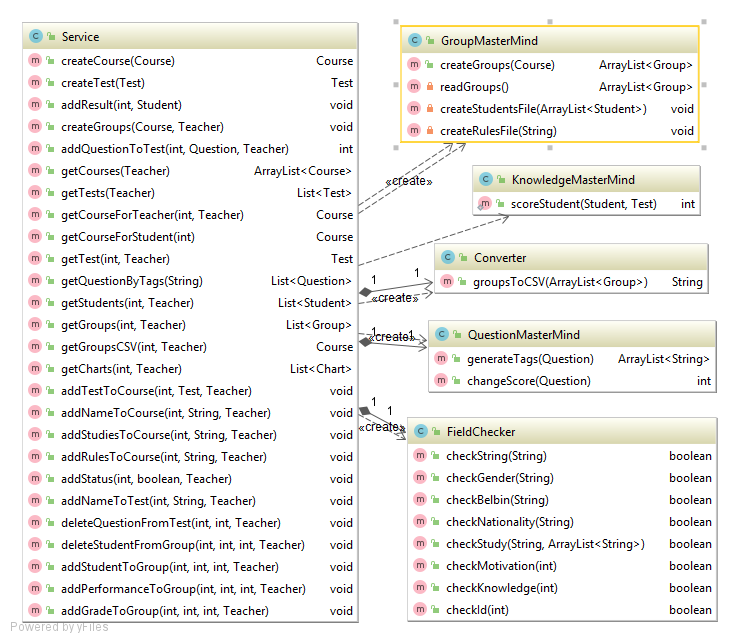 Service
createCourse(Course) Course
createTest(Test) Test
addResult(int, Student) void
createGroups(Course, Teacher) void
addQuestionToTest(int, Question, Teacher) int
getCourses(Teacher) ArrayList<Course>
getTests(Teacher) List<Test>
getCourseForTeacher(int, Teacher) Course
getCourseForStudent(int) Course
getTest(int, Teacher) Test
getQuestionByTags(String) List<Question>
getStudents(int, Teacher) List<Student>
getGroups(int, Teacher) List<Group>
getGroupsCSV(int, Teacher) Course
getCharts(int, Teacher) List<Chart>
addTestToCourse(int, Test, Teacher) void
addNameToCourse(int, String, Teacher) void
addStudiesToCourse(int, String, Teacher) void
addRulesToCourse(int, String, Teacher) void
addStatus(int, boolean, Teacher) void
addNameToTest(int, String, Teacher) void
deleteQuestionFromTest(int, int, Teacher) void
deleteStudentFromGroup(int, int, int, Teacher) void
addStudentToGroup(int, int, int, Teacher) void
addPerformanceToGroup(int, int, int, Teacher) void
addGradeToGroup(int, int, int, Teacher) void
GroupMasterMind
createGroups(Course) ArrayList<Group>
readGroups() ArrayList<Group>
createStudentsFile(ArrayList<Student>) void
createRulesFile(String) void
«create»
KnowledgeMasterMind
scoreStudent(Student, Test) int
1 1
«create»
Converter
groupsToCSV(ArrayList<Group>) String
1 1
«create»
QuestionMasterMind
generateTags(Question) ArrayList<String>
changeScore(Question) int
1
1
«create»
FieldChecker
checkString(String) boolean
checkGender(String) boolean
checkBelbin(String) boolean
checkNationality(String) boolean
checkStudy(String, ArrayList<String>) boolean
checkMotivation(int) boolean
checkKnowledge(int) boolean
checkId(int) boolean
Powered by yFiles